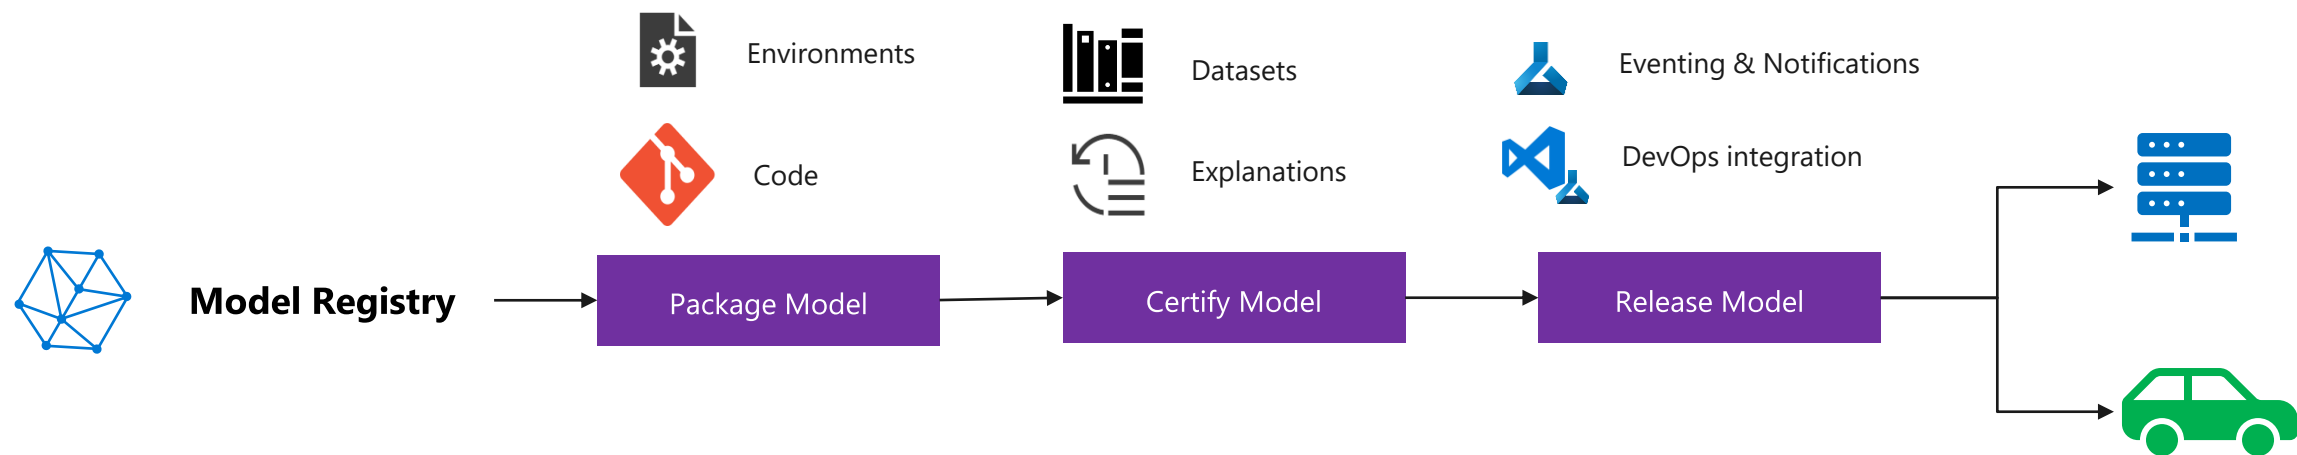 Environments
Datasets
Eventing & Notifications
Code
Explanations
DevOps integration
Model Registry
Package Model
Certify Model
Release Model